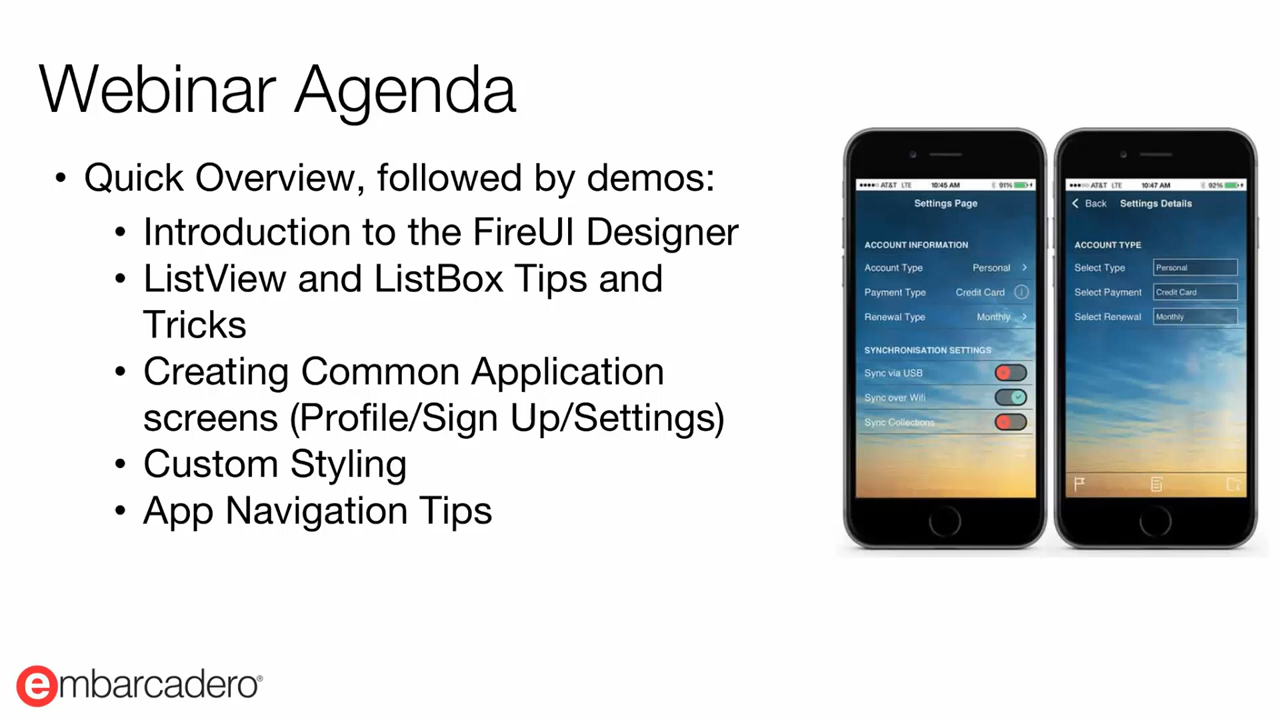 Webinar Agenda
• Quick Overview, followed by demos:
• Introduction to the FireUI Designer
• ListView and ListBox Tips and
Tricks
• Creating Common Application
screens (Profile/Sign Up/Settings)
• Custom Styling
• App Navigation Tips
AT&T LTE 10:45 AM 91%
Settings Page
ACCOUNT INFORMATION
Account Type Personal
Payment Type Credit Card
Renewal Type Monthly
SYNCHRONISATION SETTINGS
Sync via USB
Sync over Wifi
Sync Collections
AT&T LTE 10:47 AM 92%
Back Settings Details
ACCOUNT TYPE
Select Type Personal
Select Payment Credit Card
Select Renewal Monthly
embarcadero®